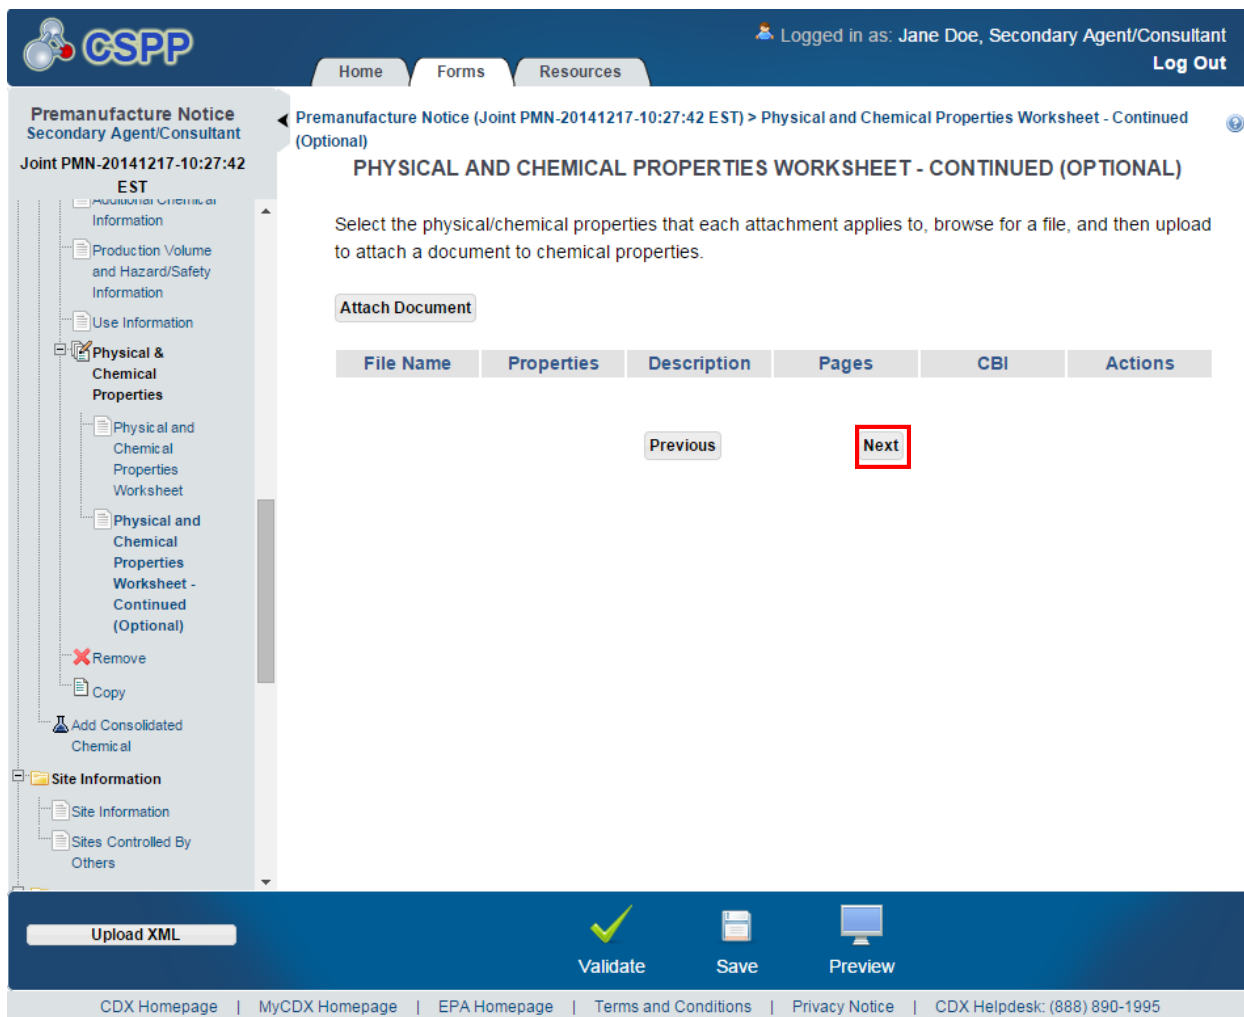 CSPP
Logged in as: Jane Doe, Secondary Agent/Consultant
Log Out
Home
Forms
Resources
Premanufacture Notice
Secondary Agent/Consultant
Joint PMN-20141217-10:27:42
EST
Additional Chemical
Information
Production Volume
and Hazard/Safety
Information
Use Information
Physical &
Chemical
Properties
Physical and
Chemical
Properties
Worksheet
Physical and
Chemical
Properties
Worksheet -
Continued
(Optional)
Remove
Copy
Add Consolidated
Chemical
Site Information
Site Information
Sites Controlled By
Others
Premanufacture Notice (Joint PMN-20141217-10:27:42 EST) > Physical and Chemical Properties Worksheet - Continued
(Optional)
PHYSICAL AND CHEMICAL PROPERTIES WORKSHEET - CONTINUED (OPTIONAL)
Select the physical/chemical properties that each attachment applies to, browse for a file, and then upload
to attach a document to chemical properties.
Attach Document
File Name Properties Description Pages CBI Actions
Previous Next
Upload XML
Validate Save Preview
CDX Homepage | MyCDX Homepage | EPA Homepage | Terms and Conditions | Privacy Notice | CDX Helpdesk: (888) 890-1995